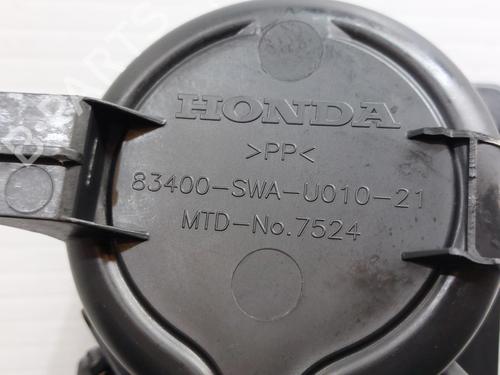 HONDA
>PP<
83400-SWA-U010-21
MTD-No.7524